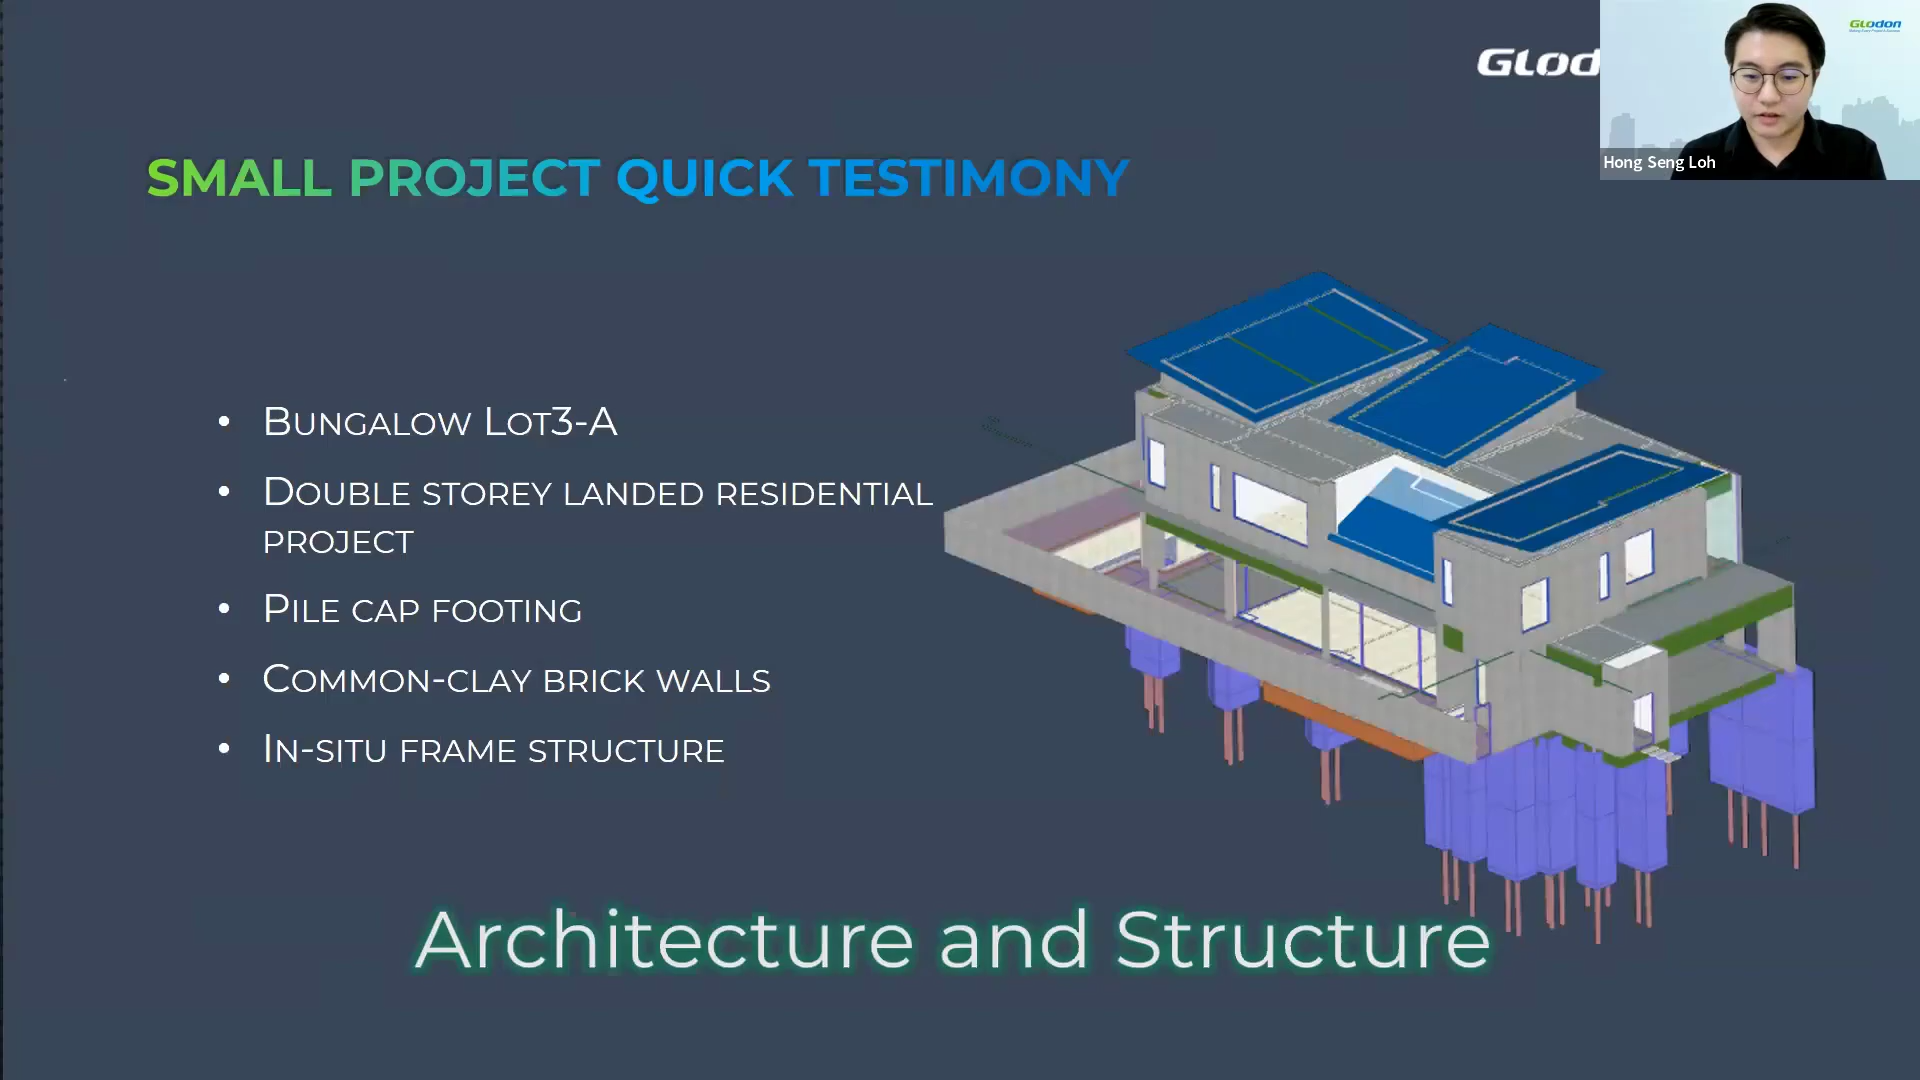 GLOD
GLODON
Hong Seng Loh
SMALL PROJECT QUICK TESTIMONY
• BUNGALOW LOT3-A
• DOUBLE STOREY LANDED RESIDENTIAL
PROJECT
• PILE CAP FOOTING
• COMMON-CLAY BRICK WALLS
• IN-SITU FRAME STRUCTURE
Architecture and Structure